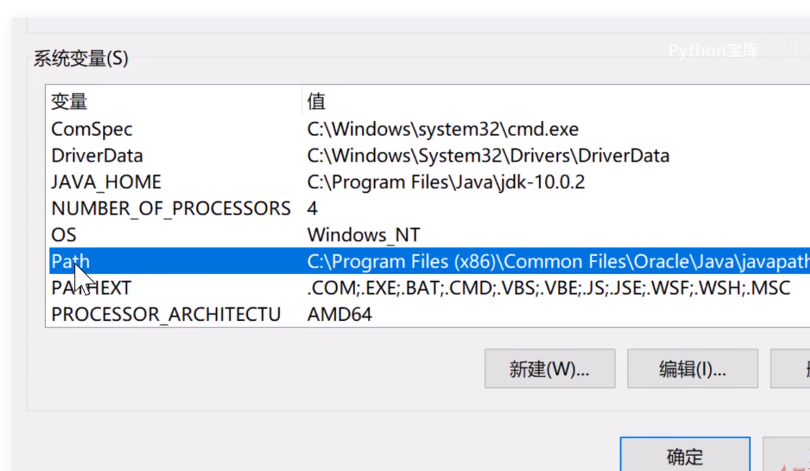 Python宝库
系统变量(S)
变量 值
ComSpec C:\Windows\system32\cmd.exe
DriverData C:\Windows\System32\Drivers\DriverData
JAVA_HOME C:\Program Files\Java\jdk-10.0.2
NUMBER_OF_PROCESSORS 4
OS Windows_NT
Path C:\Program Files (x86)\Common Files\Oracle\Java\javapath
PATHEXT .COM;.EXE;.BAT;.CMD;.VBS;.VBE;.JS;.JSE;.WSF;.WSH;.MSC
PROCESSOR_ARCHITECTU AMD64
新建(W)... 编辑(I)...
确定